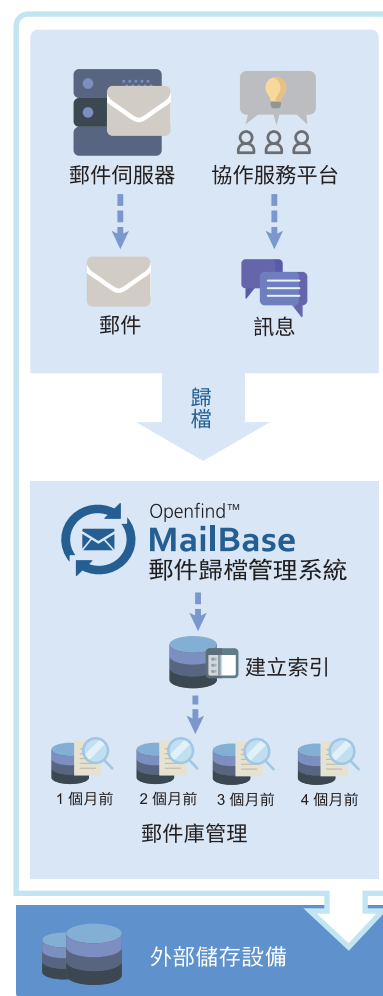 郵件伺服器
協作服務平台
郵件
訊息
歸檔
Openfind™
MailBase
郵件歸檔管理系統
建立索引
1 個月前
2 個月前
3 個月前
4 個月前
郵件庫管理
外部儲存設備